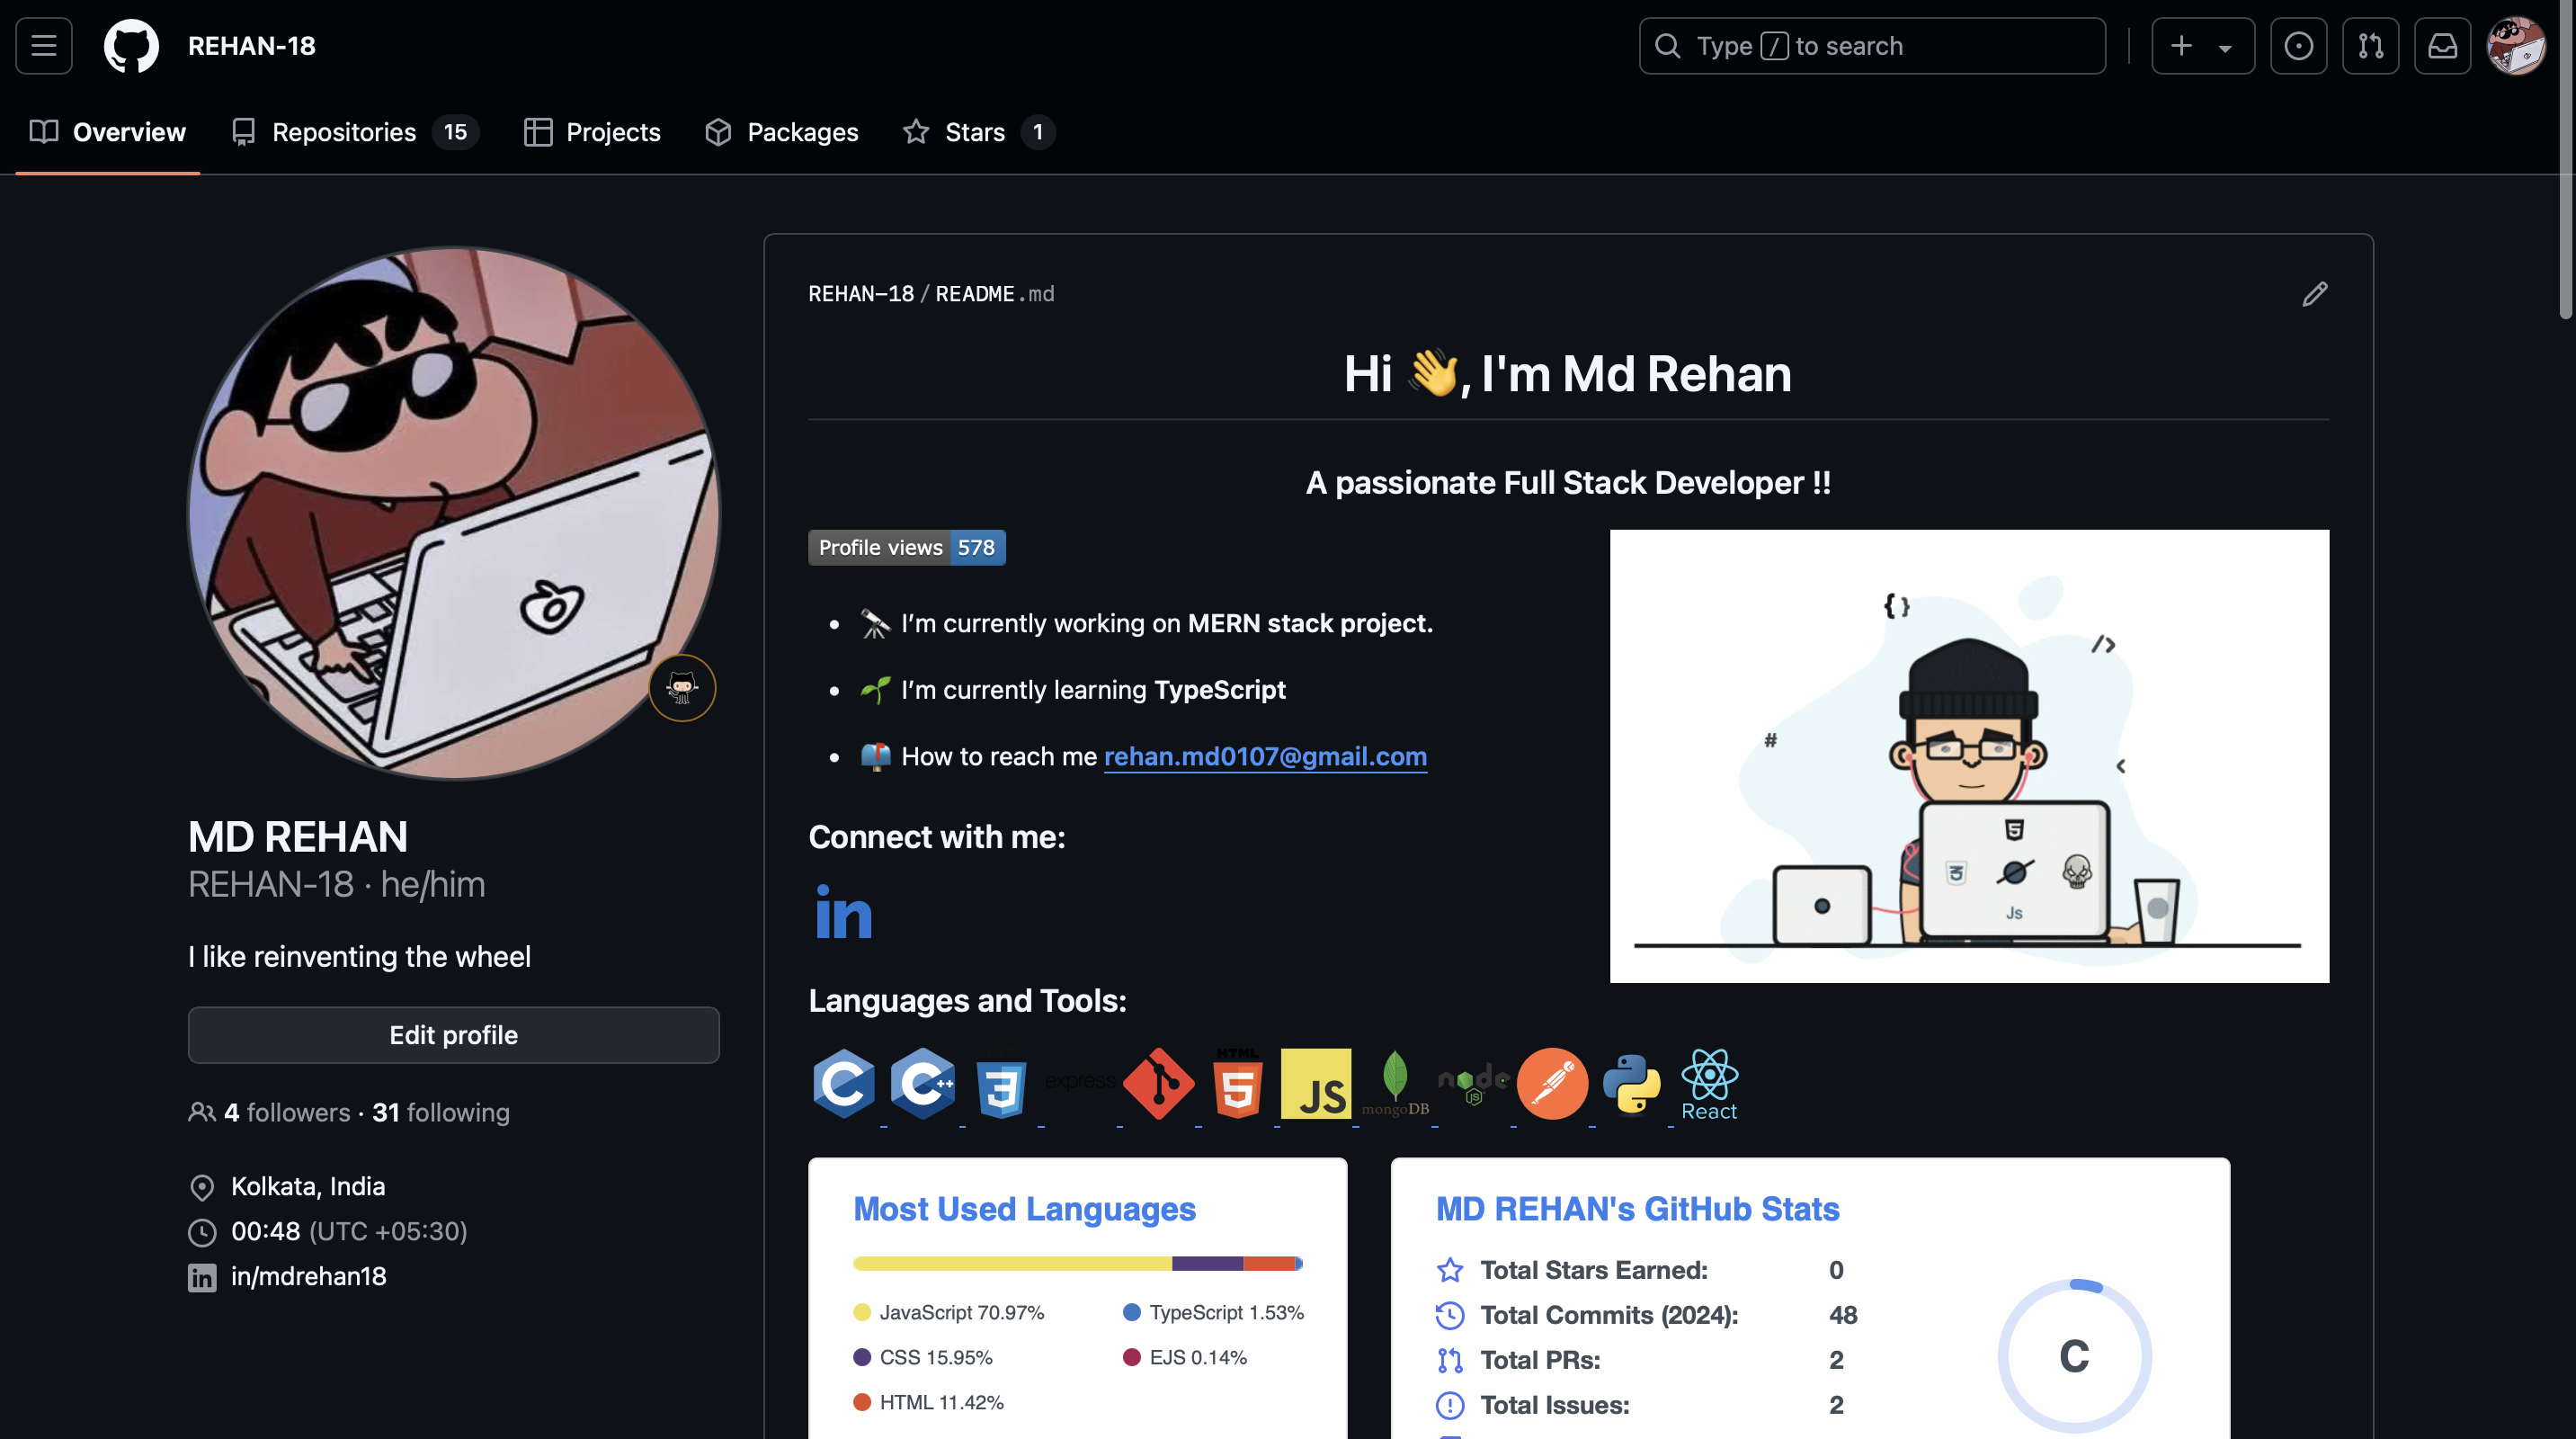 REHAN-18
Type / to search
Overview
Repositories 15
Projects
Packages
Stars 1
REHAN-18 / README.md
Hi 👋, I'm Md Rehan
A passionate Full Stack Developer !!
Profile views 578
🔭 I’m currently working on MERN stack project.
🌱 I’m currently learning TypeScript
📫 How to reach me rehan.md0107@gmail.com
{ }
/>
#
<
Js
Connect with me:
in
Languages and Tools:
C
C++
3
express
HTML
5
JS
mongoDB
node
JS
React
MD REHAN
REHAN-18 · he/him
I like reinventing the wheel
Edit profile
4 followers · 31 following
Kolkata, India
00:48 (UTC +05:30)
in/mdrehan18
Most Used Languages
JavaScript 70.97%
TypeScript 1.53%
CSS 15.95%
EJS 0.14%
HTML 11.42%
MD REHAN's GitHub Stats
Total Stars Earned: 0
Total Commits (2024): 48
Total PRs: 2
Total Issues: 2
C